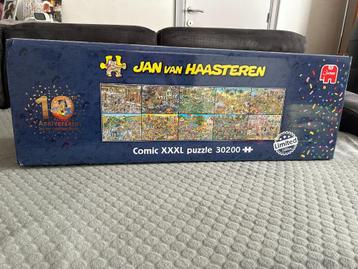 JAN VAN HAASTEREN
Jumbo
10
Anniversary
Comic XXXL puzzle 30200
Limited